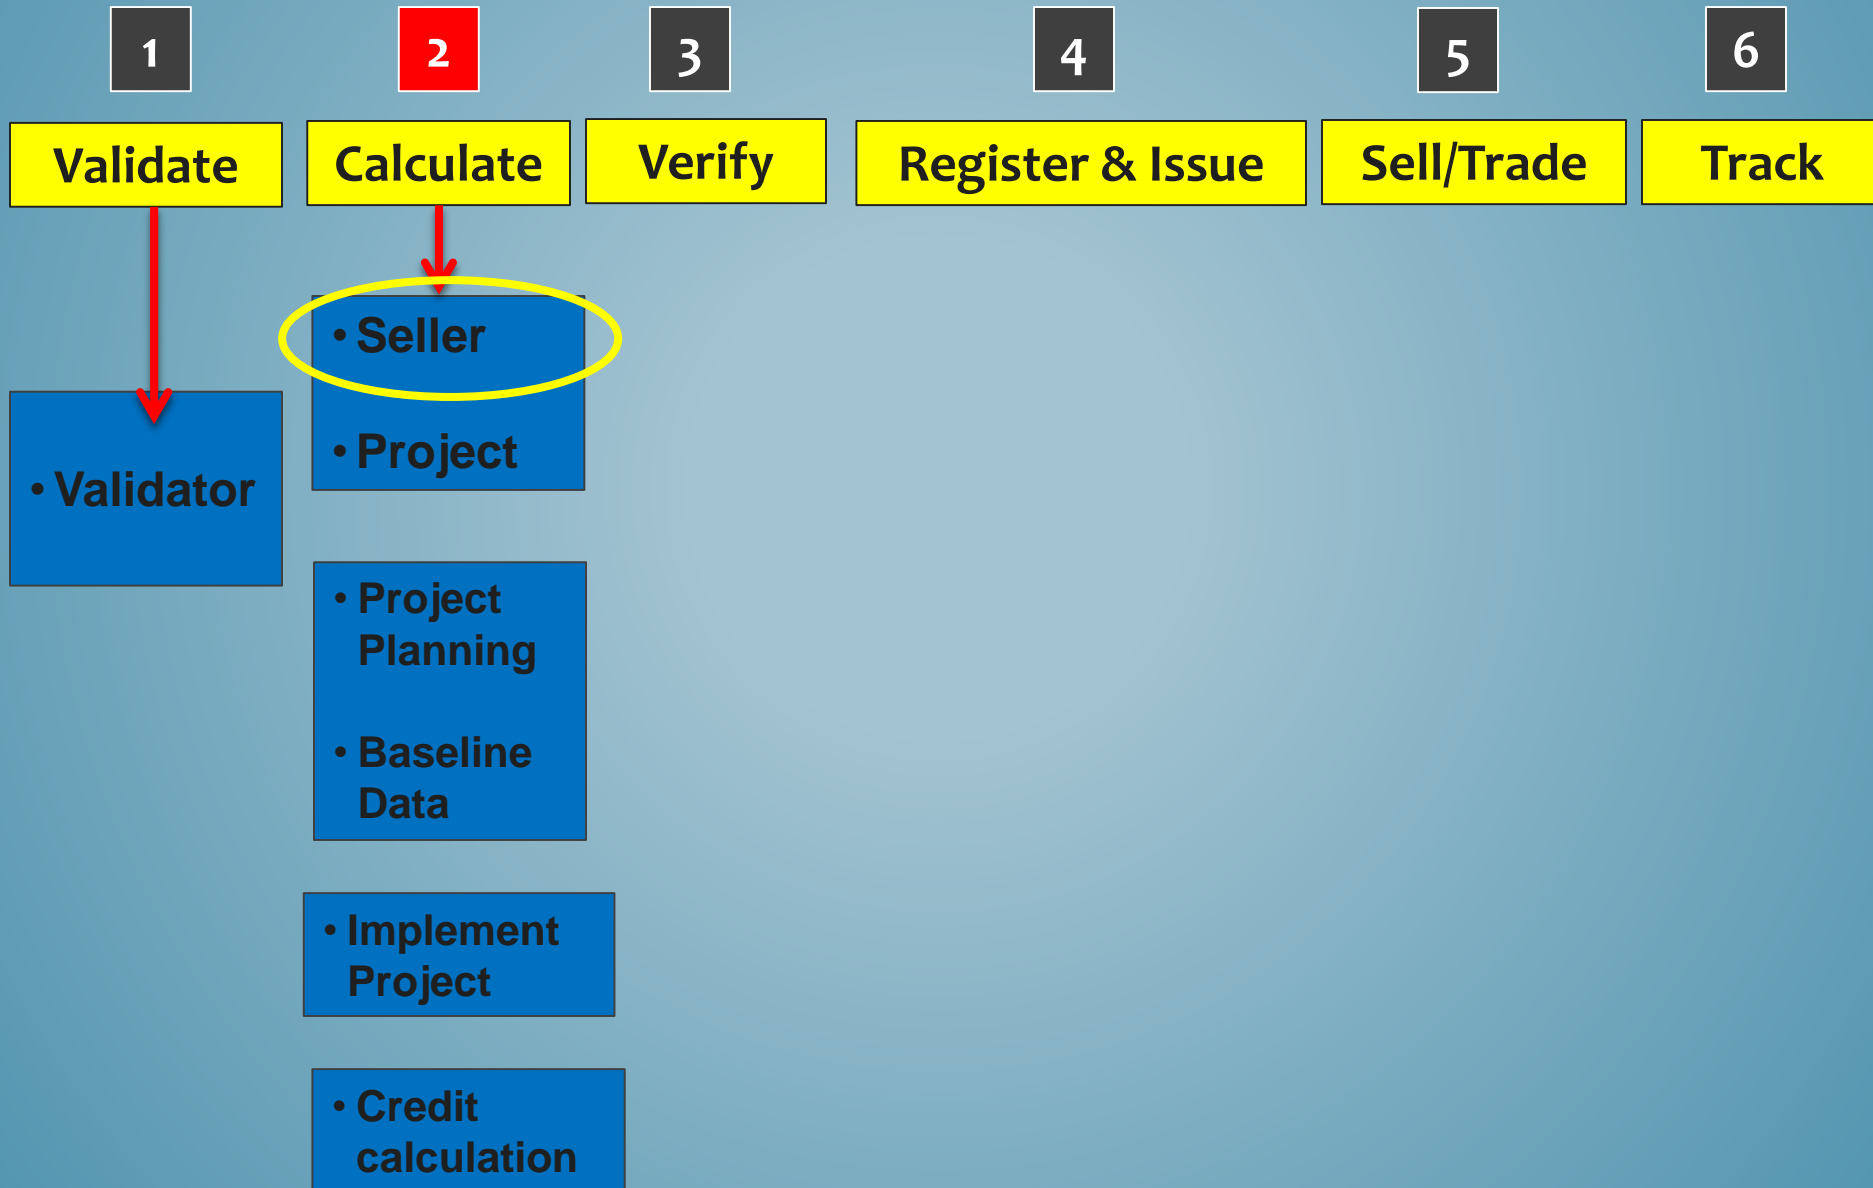 1 2 3 4 5 6
Validate Calculate Verify Register & Issue Sell/Trade Track
• Validator
• Seller
• Project
• Project
Planning
• Baseline
Data
• Implement
Project
• Credit
calculation